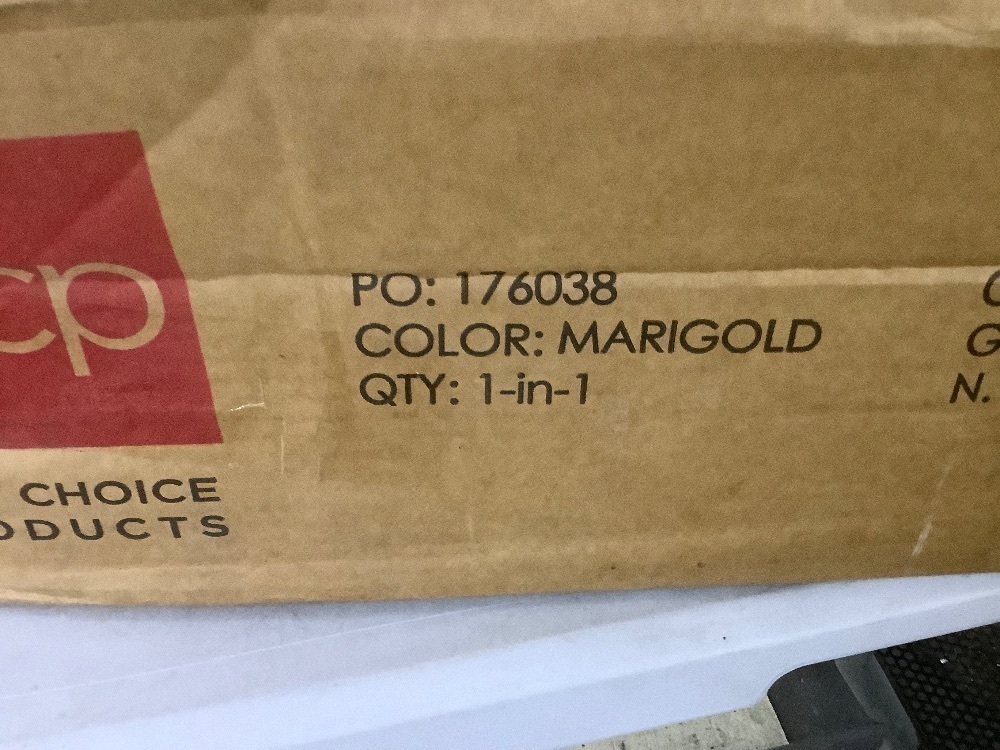 cp
CHOICE
ODUCTS
PO: 176038
COLOR: MARIGOLD
QTY: 1-in-1
G
N.